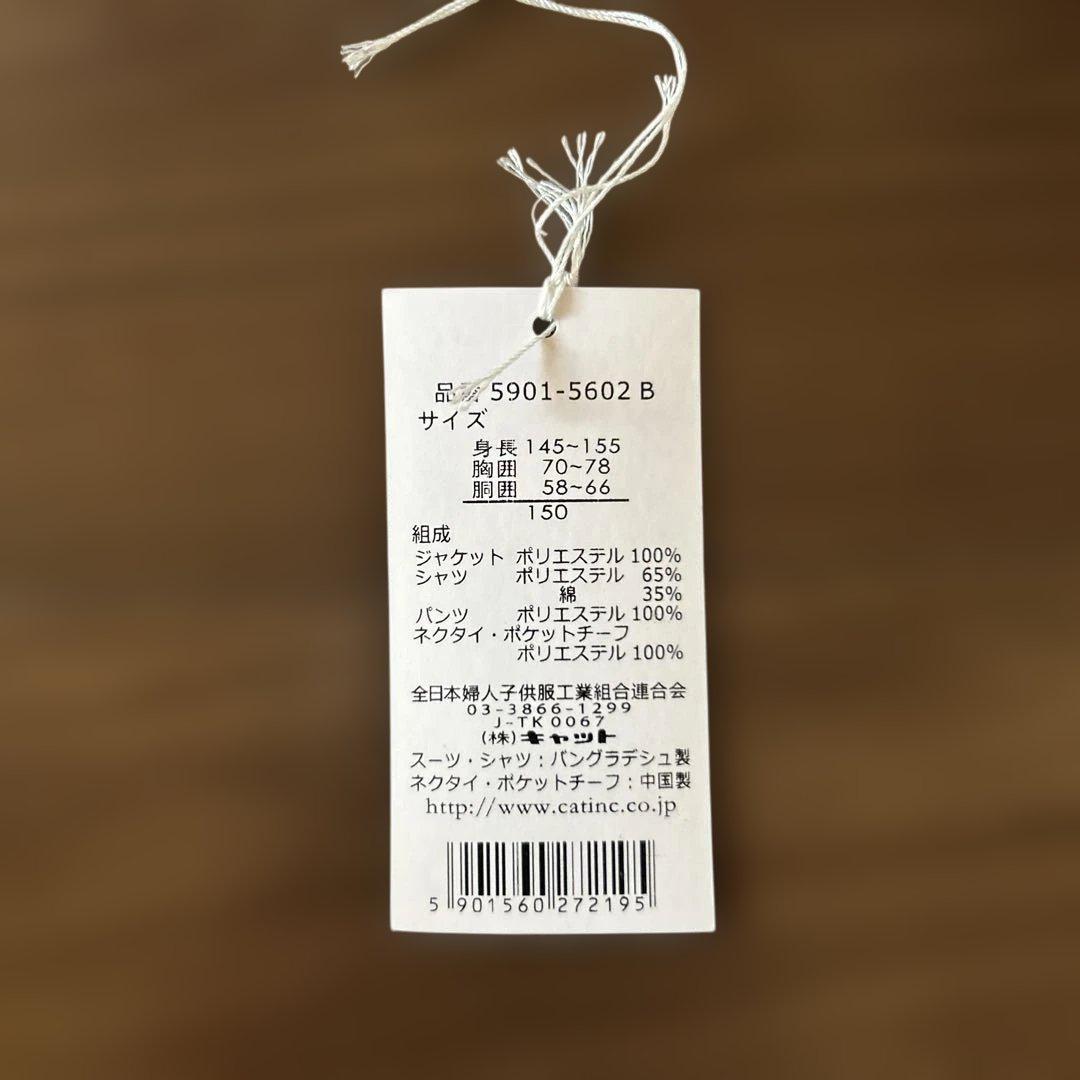 品番 5901-5602 B
サイズ
身長 145~155
胸囲 70~78
胴囲 58~66
150
組成
ジャケット ポリエステル 100%
シャツ ポリエステル 65%
綿 35%
パンツ ポリエステル 100%
ネクタイ・ポケットチーフ
ポリエステル 100%
全日本婦人子供服工業組合連合会
03-3866-1299
J-TK0067
(株)キャット
スーツ・シャツ:バングラデシュ製
ネクタイ・ポケットチーフ:中国製
http://www.catinc.co.jp
5 901560 272195